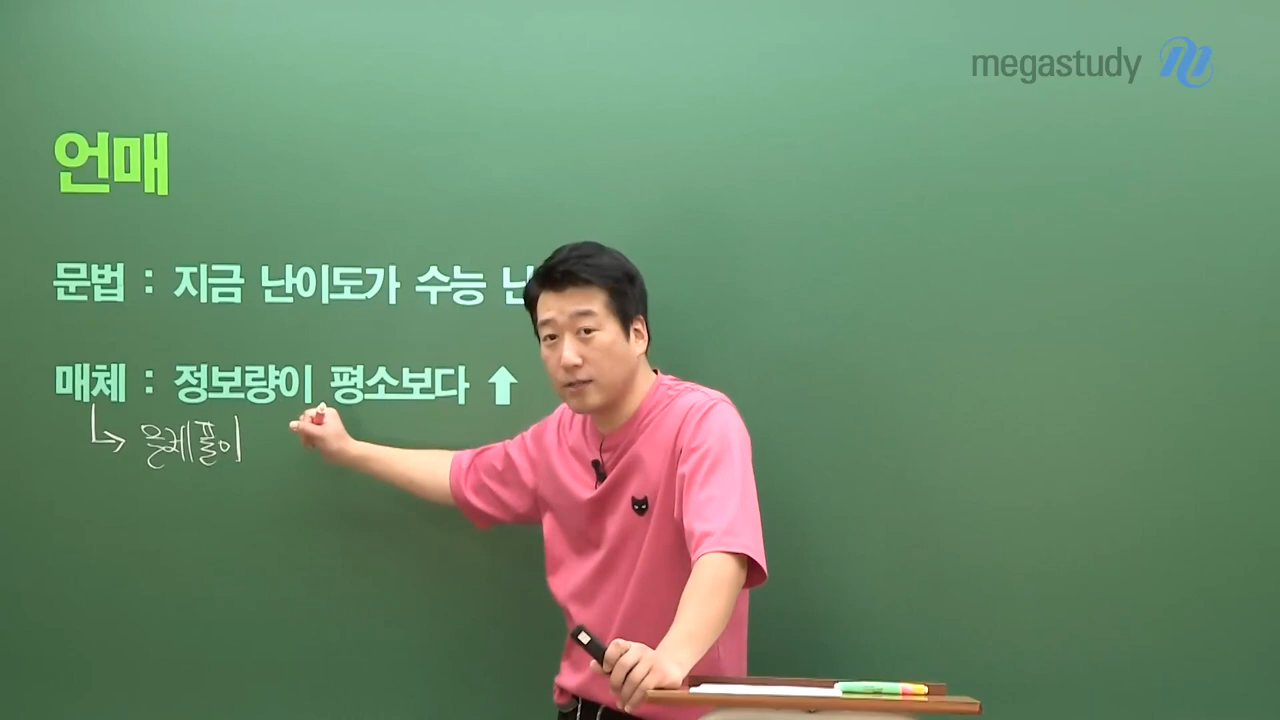 megastudy
언매
문법 : 지금 난이도가 수능
매체 : 정보량이 평소보다 ↑
↳ 문제풀이